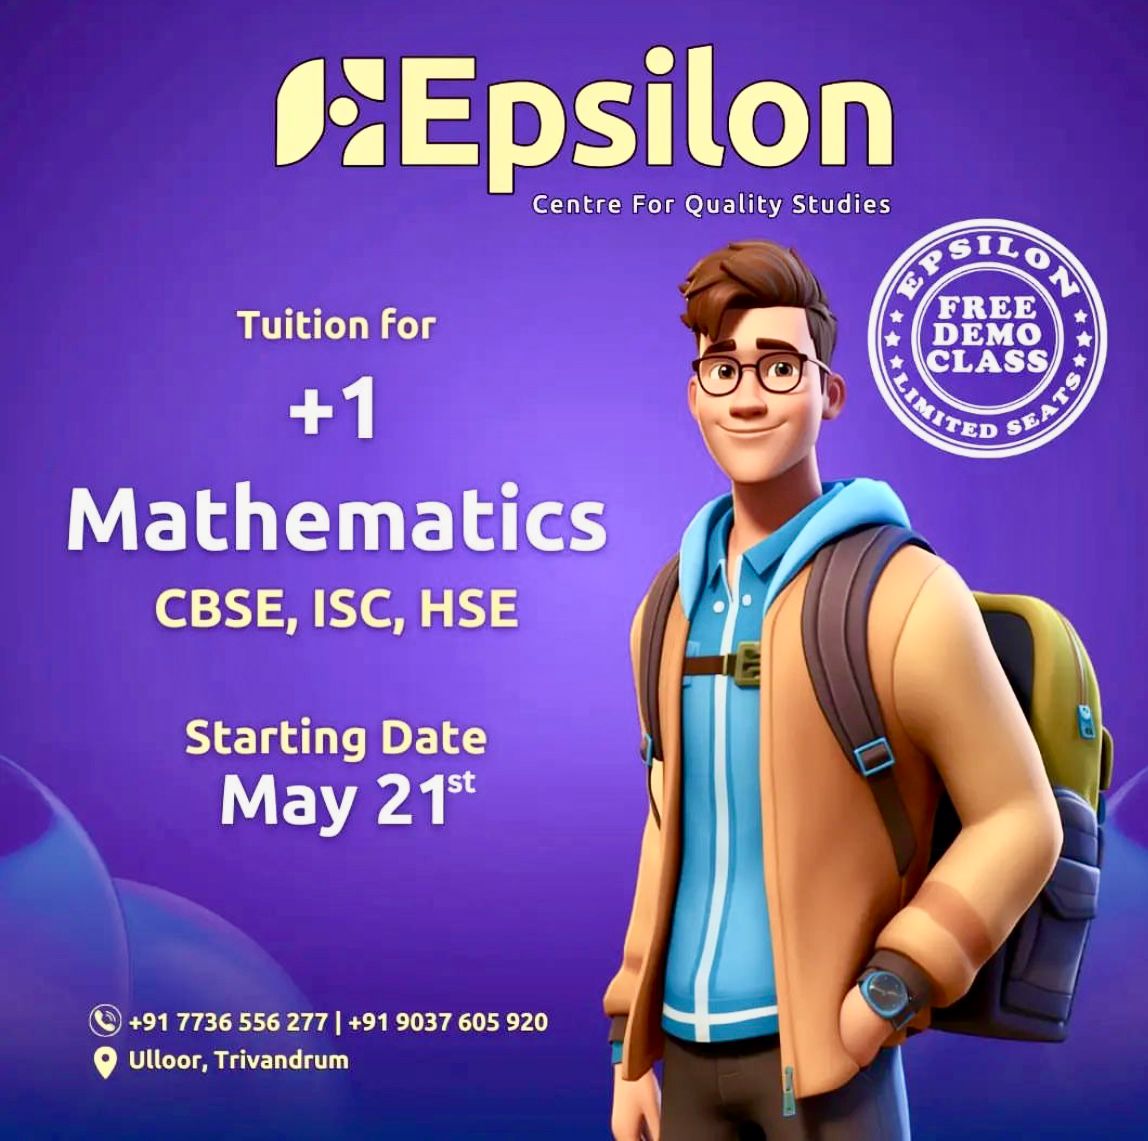 Epsilon
Centre For Quality Studies
EPSILON
FREE
DEMO
CLASS
LIMITED SEATS
Tuition for
+1
Mathematics
CBSE, ISC, HSE
Starting Date
May 21st
+91 7736 556 277 | +91 9037 605 920
Ulloor, Trivandrum